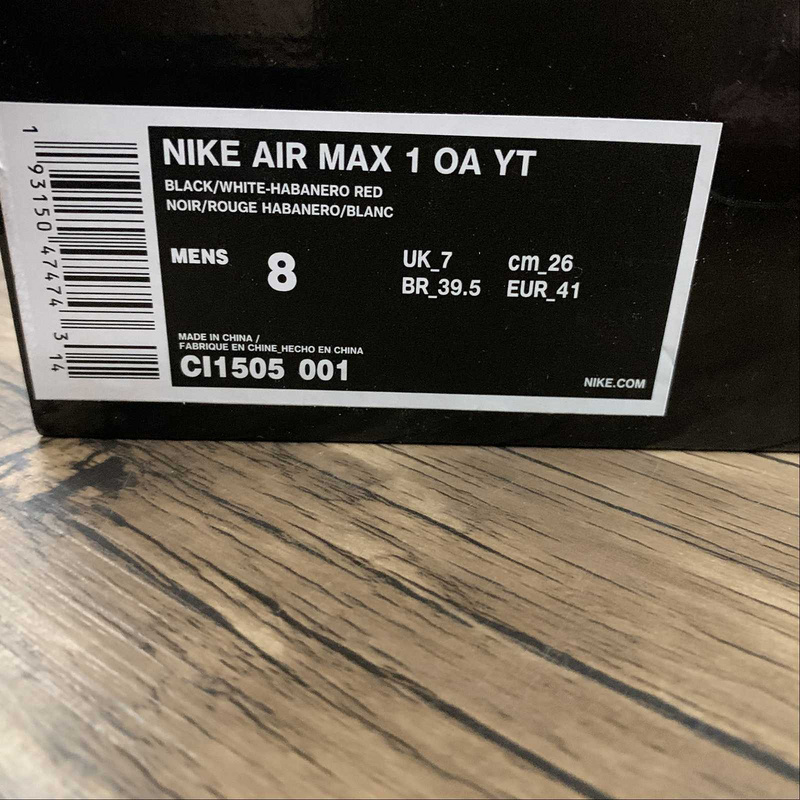 NIKE AIR MAX 1 OA YT
BLACK/WHITE-HABANERO RED
NOIR/ROUGE HABANERO/BLANC
MENS 8 UK_7 cm_26
BR_39.5 EUR_41
MADE IN CHINA /
FABRIQUE EN CHINE_HECHO EN CHINA
CI1505 001
NIKE.COM
1 93150 47474 3 14